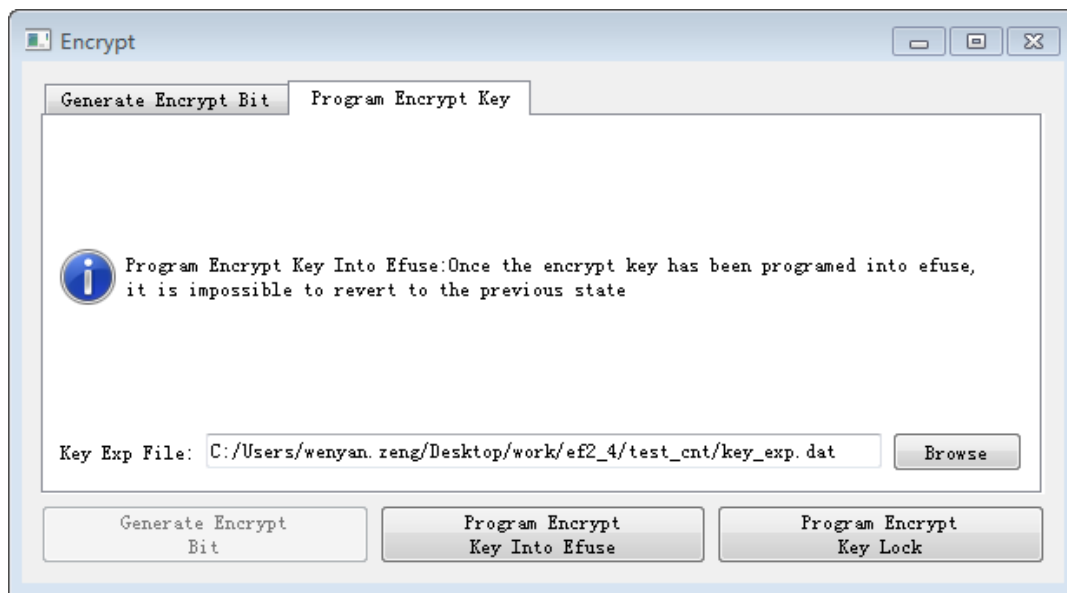 Encrypt
Generate Encrypt Bit
Program Encrypt Key
Program Encrypt Key Into Efuse:Once the encrypt key has been programed into efuse,
it is impossible to revert to the previous state
Key Exp File: C:/Users/wenyan.zeng/Desktop/work/ef2_4/test_cnt/key_exp.dat Browse
Generate Encrypt
Bit
Program Encrypt
Key Into Efuse
Program Encrypt
Key Lock